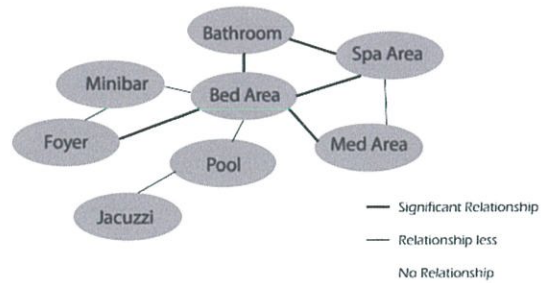 Bathroom
Spa Area
Minibar
Bed Area
Foyer
Med Area
Pool
Jacuzzi
Significant Relationship
Relationship less
No Relationship